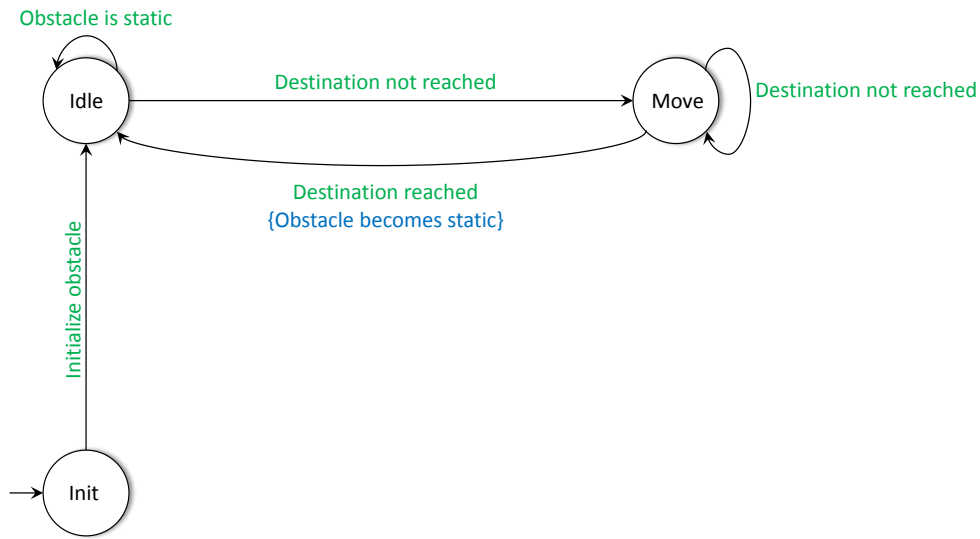 Obstacle is static
Idle
Destination not reached
Move
Destination not reached
Destination reached
{Obstacle becomes static}
Initialize obstacle
Init